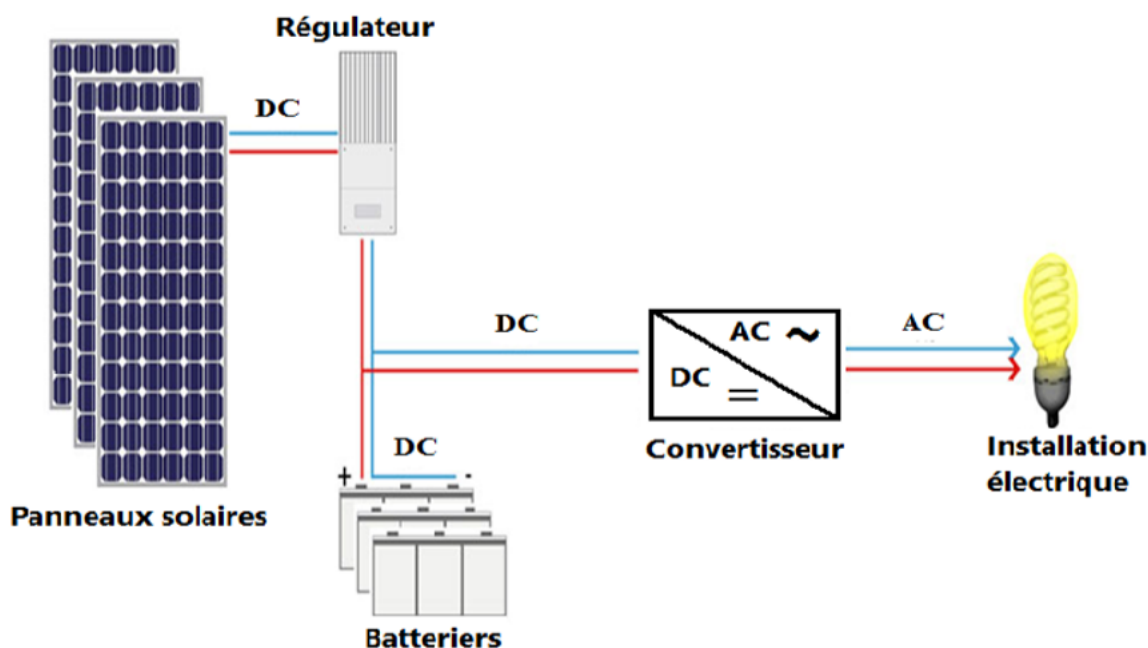 Régulateur
DC
DC
AC ~
DC =
AC
Convertisseur
Installation
électrique
DC
+ -
Panneaux solaires
Batteriers